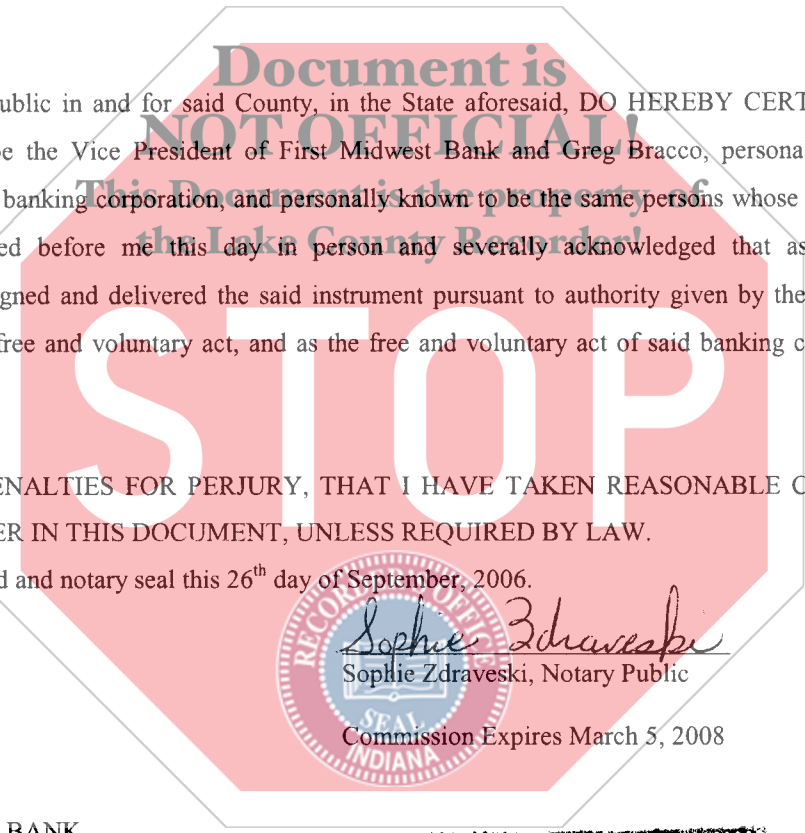 Document is
ublic in and for said County, in the State aforesaid, DO HEREBY CERT
NOT OFFICIAL!
e the Vice President of First Midwest Bank and Greg Bracco, persona
This Document is the property of
banking corporation, and personally known to be the same persons whose
the Lake County Recorder!
ed before me this day in person and severally acknowledged that as
gned and delivered the said instrument pursuant to authority given by the
free and voluntary act, and as the free and voluntary act of said banking c
STOP
ENALTIES FOR PERJURY, THAT I HAVE TAKEN REASONABLE C
ER IN THIS DOCUMENT, UNLESS REQUIRED BY LAW.
d and notary seal this 26th day of September, 2006.
RECORDER'S OFFICE
Sophie Zdraveski
Sophie Zdraveski, Notary Public
SEAL
Commission Expires March 5, 2008
INDIANA
BANK